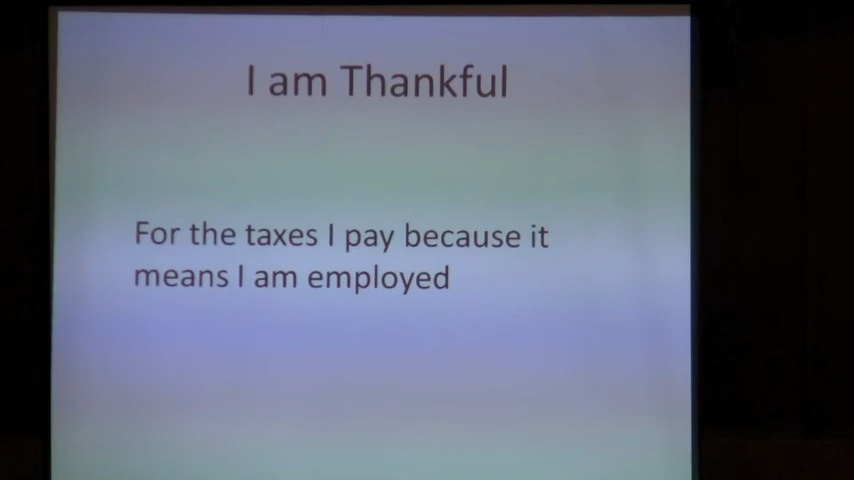 I am Thankful
For the taxes I pay because it
means I am employed